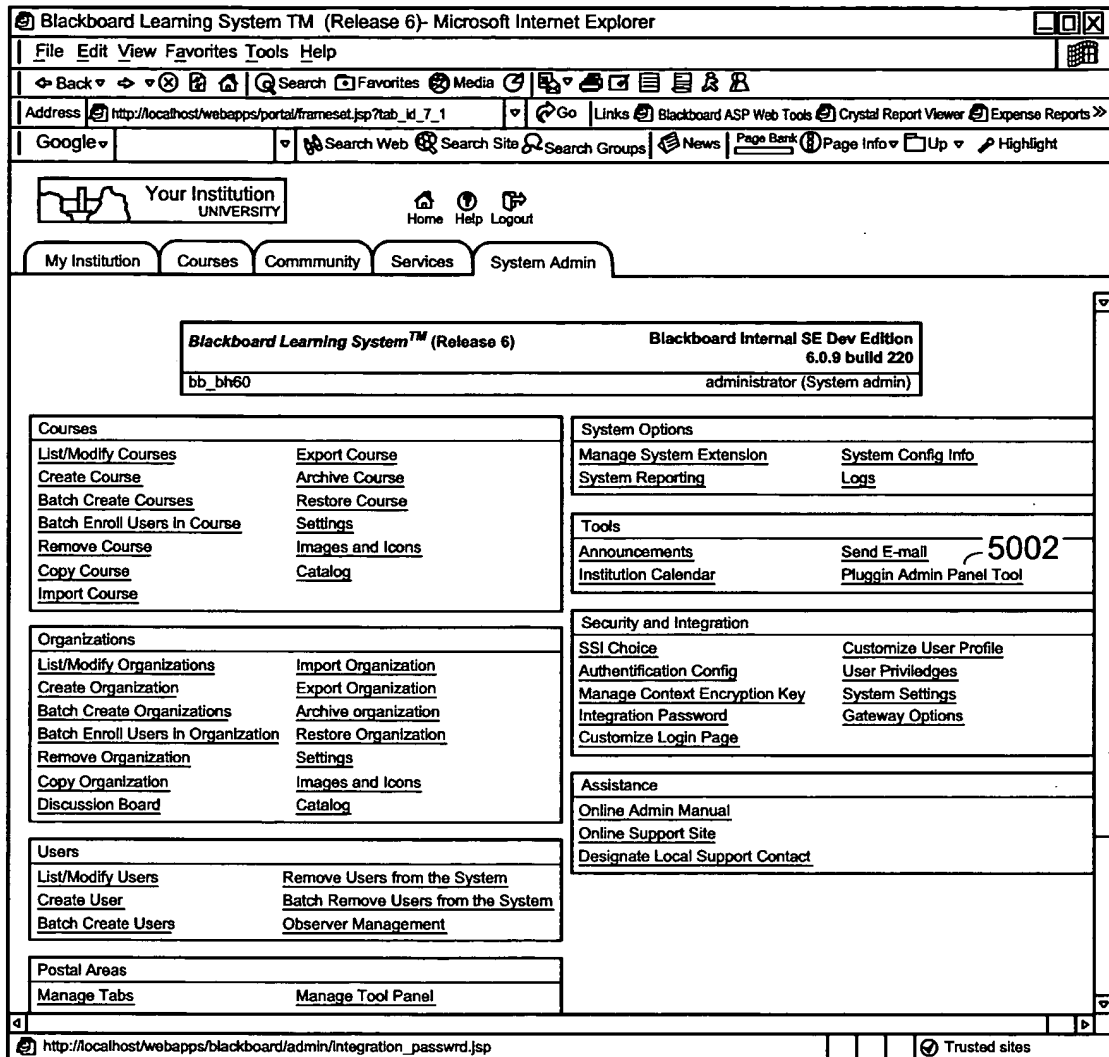 Blackboard Learning System TM (Release 6)- Microsoft Internet Explorer
File Edit View Favorites Tools Help
Back Search Favorites Media
Address http://localhost/webapps/portal/frameset.jsp?tab_id_7_1 Go Links Blackboard ASP Web Tools Crystal Report Viewer Expense Reports »
Google Search Web Search Site Search Groups News Page Bank Page Info Up Highlight
Your Institution
UNIVERSITY
Home Help Logout
My Institution Courses Commmunity Services System Admin
Blackboard Learning System™ (Release 6) Blackboard Internal SE Dev Edition
6.0.9 build 220
bb_bh60 administrator (System admin)
Courses
List/Modify Courses Export Course
Create Course Archive Course
Batch Create Courses Restore Course
Batch Enroll Users In Course Settings
Remove Course Images and Icons
Copy Course Catalog
Import Course
Organizations
List/Modify Organizations Import Organization
Create Organization Export Organization
Batch Create Organizations Archive organization
Batch Enroll Users In Organization Restore Organization
Remove Organization Settings
Copy Organization Images and Icons
Discussion Board Catalog
Users
List/Modify Users Remove Users from the System
Create User Batch Remove Users from the System
Batch Create Users Observer Management
Postal Areas
Manage Tabs Manage Tool Panel
System Options
Manage System Extension System Config Info
System Reporting Logs
Tools
Announcements Send E-mail 5002
Institution Calendar Pluggin Admin Panel Tool
Security and Integration
SSI Choice Customize User Profile
Authentification Config User Priviledges
Manage Context Encryption Key System Settings
Integration Password Gateway Options
Customize Login Page
Assistance
Online Admin Manual
Online Support Site
Designate Local Support Contact
http://localhost/webapps/blackboard/admin/integration_passwrd.jsp Trusted sites